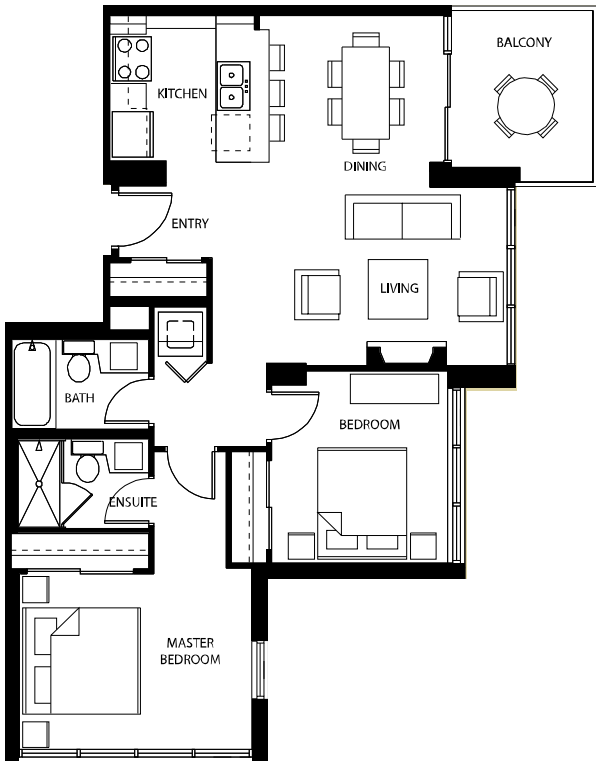 BALCONY
KITCHEN
DINING
ENTRY
LIVING
BATH
BEDROOM
ENSUITE
MASTER
BEDROOM